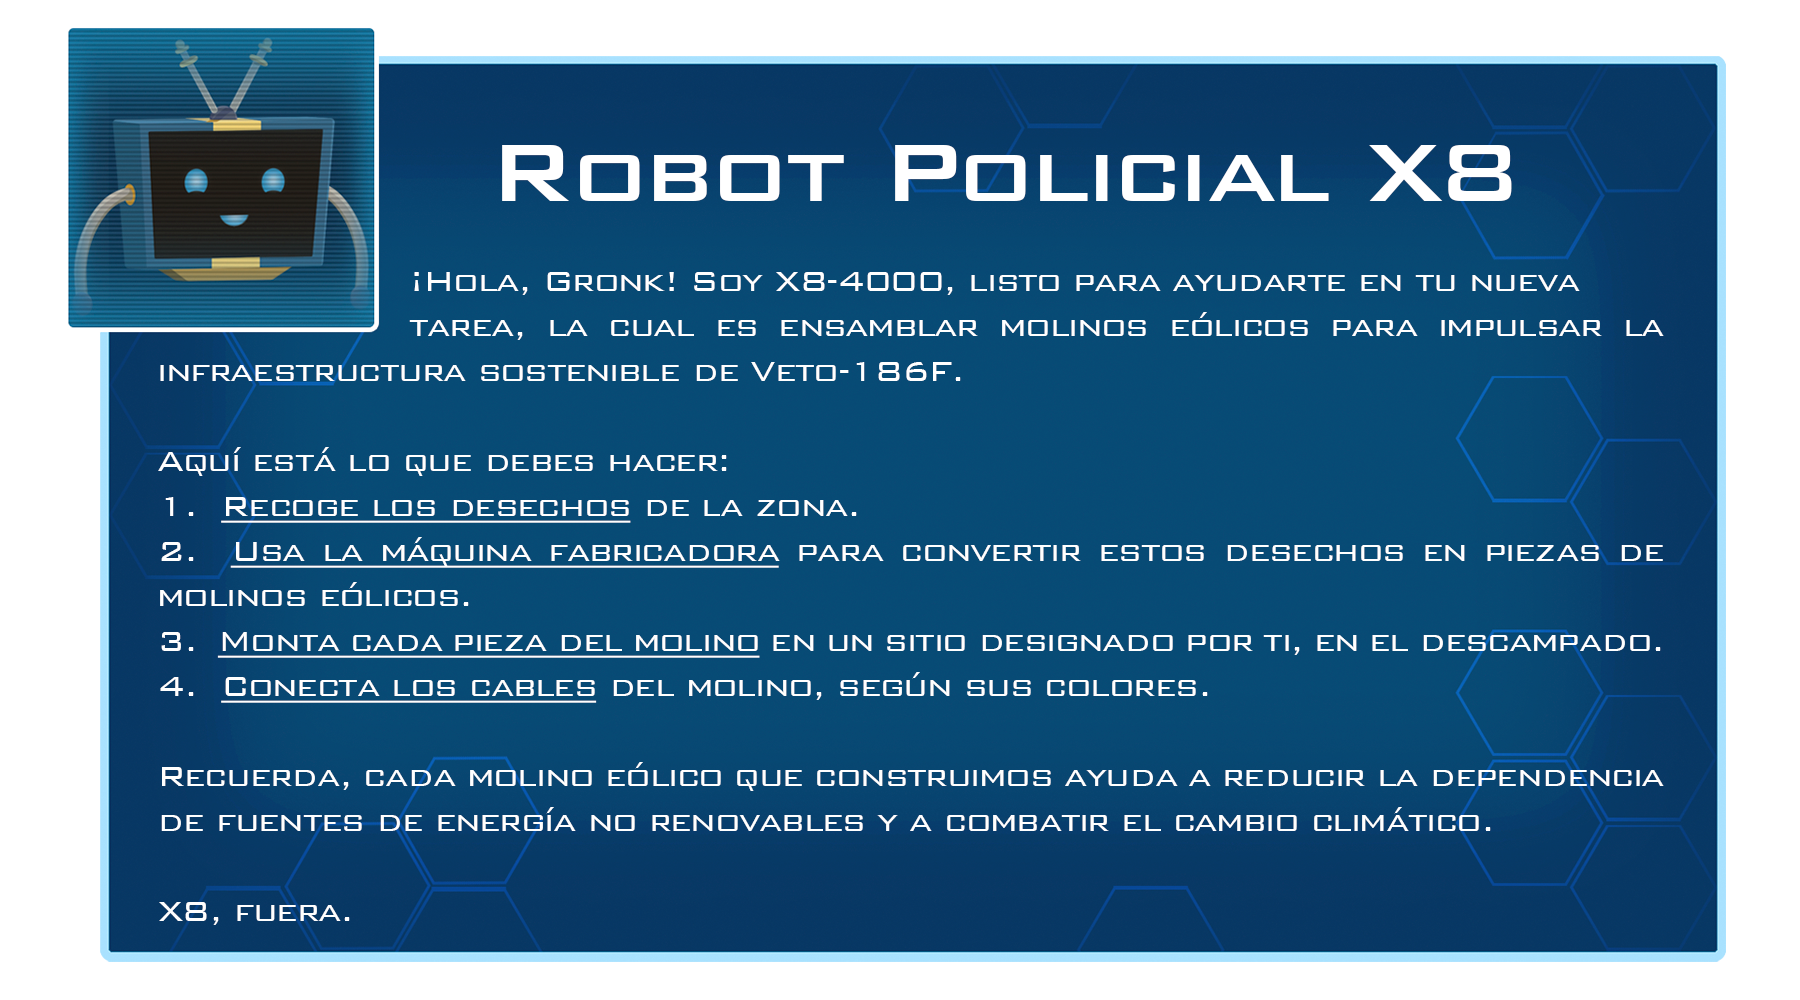 Robot Policial X8
¡Hola, Gronk! Soy X8-4000, listo para ayudarte en tu nueva
tarea, la cual es ensamblar molinos eólicos para impulsar la
infraestructura sostenible de Veto-186F.
Aquí está lo que debes hacer:
1. Recoge los desechos de la zona.
2. Usa la máquina fabricadora para convertir estos desechos en piezas de
molinos eólicos.
3. Monta cada pieza del molino en un sitio designado por ti, en el descampado.
4. Conecta los cables del molino, según sus colores.
Recuerda, cada molino eólico que construimos ayuda a reducir la dependencia
de fuentes de energía no renovables y a combatir el cambio climático.
X8, fuera.